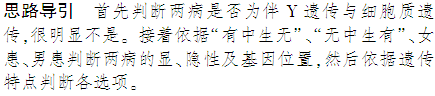 思路导引　首先判断两病是否为伴 Y 遗传与细胞质遗
传,很明显不是。接着依据“有中生无”、“无中生有”、女
患、男患判断两病的显、隐性及基因位置,然后依据遗传
特点判断各选项。